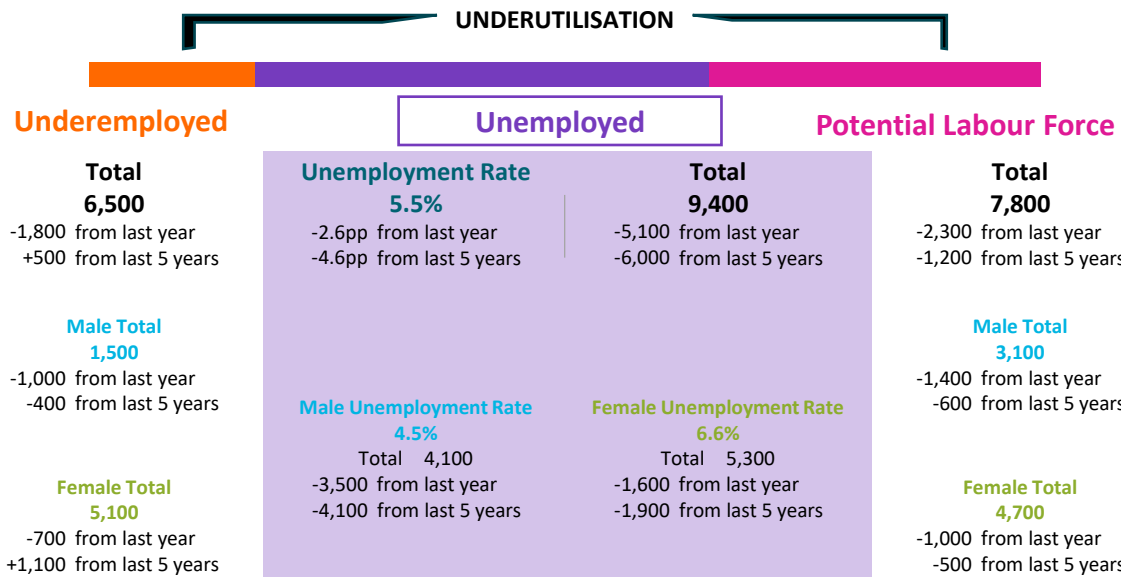 UNDERUTILISATION
Underemployed
Total
6,500
-1,800 from last year
+500 from last 5 years
Male Total
1,500
-1,000 from last year
-400 from last 5 years
Female Total
5,100
-700 from last year
+1,100 from last 5 years
Unemployed
Unemployment Rate
5.5%
-2.6pp from last year
-4.6pp from last 5 years
Total
9,400
-5,100 from last year
-6,000 from last 5 years
Male Unemployment Rate
4.5%
Total 4,100
-3,500 from last year
-4,100 from last 5 years
Female Unemployment Rate
6.6%
Total 5,300
-1,600 from last year
-1,900 from last 5 years
Potential Labour Force
Total
7,800
-2,300 from last year
-1,200 from last 5 years
Male Total
3,100
-1,400 from last year
-600 from last 5 years
Female Total
4,700
-1,000 from last year
-500 from last 5 years